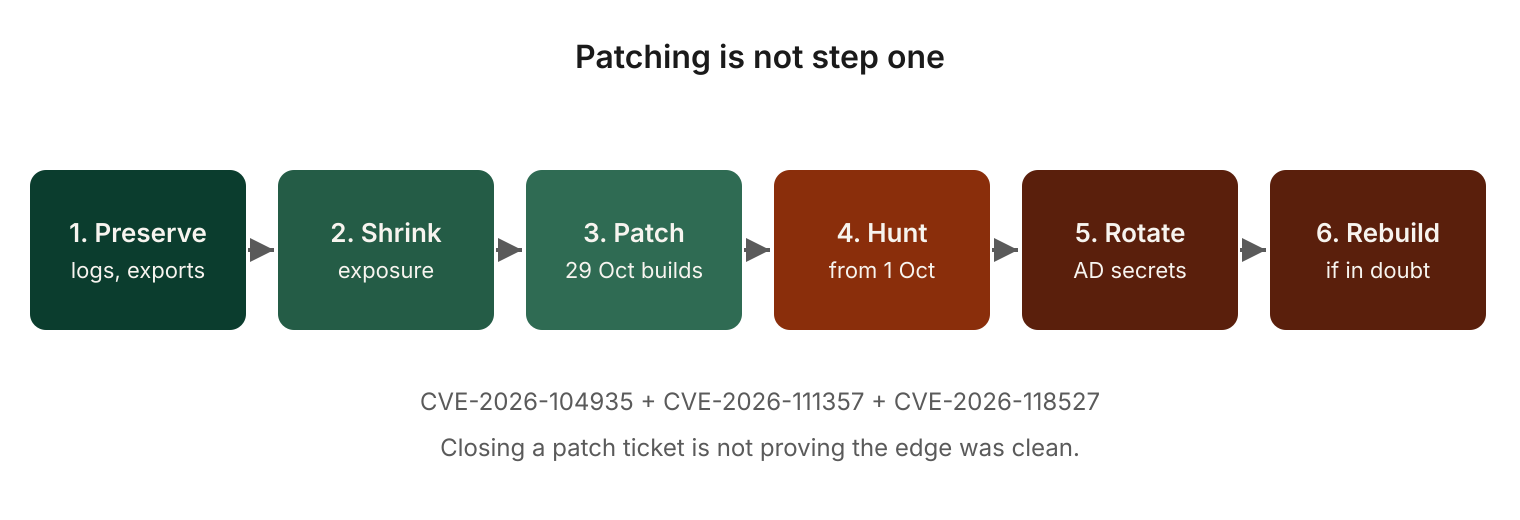 Patching is not step one
1. Preserve
logs, exports
2. Shrink
exposure
3. Patch
29 Oct builds
4. Hunt
from 1 Oct
5. Rotate
AD secrets
6. Rebuild
if in doubt
CVE-2026-104935 + CVE-2026-111357 + CVE-2026-118527
Closing a patch ticket is not proving the edge was clean.